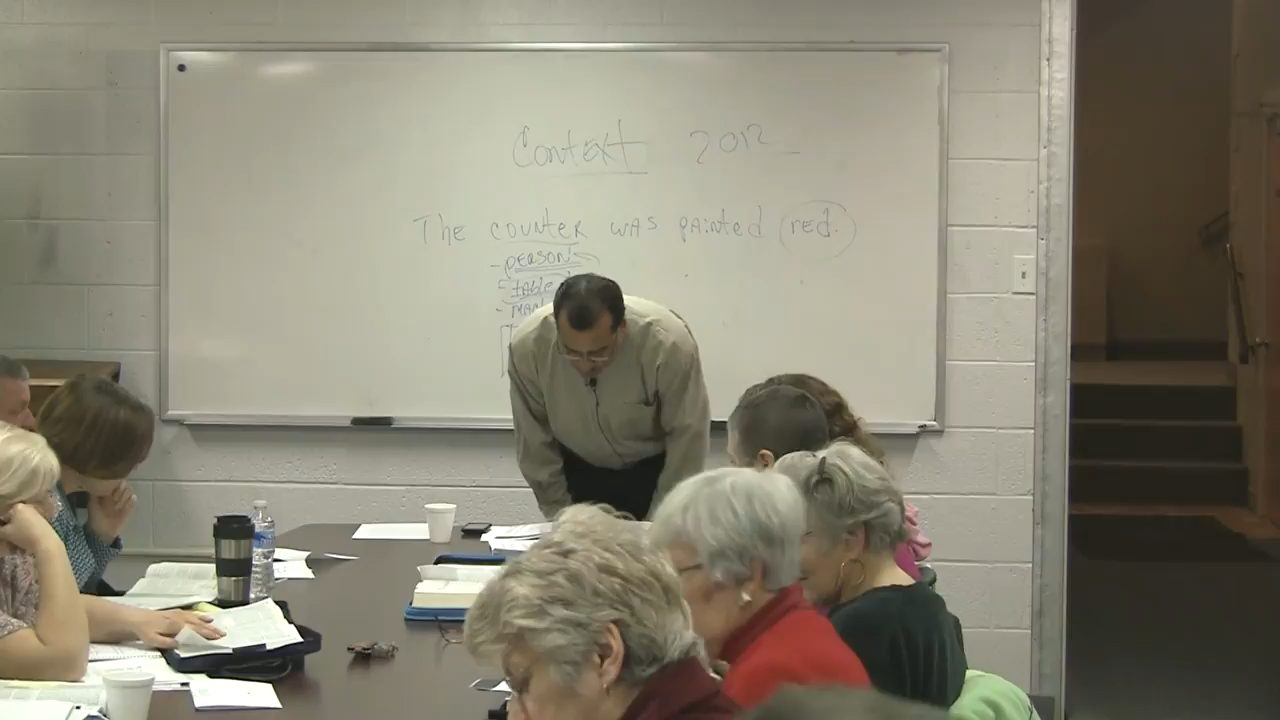 Context 2012
The counter was painted red.
- person
- table